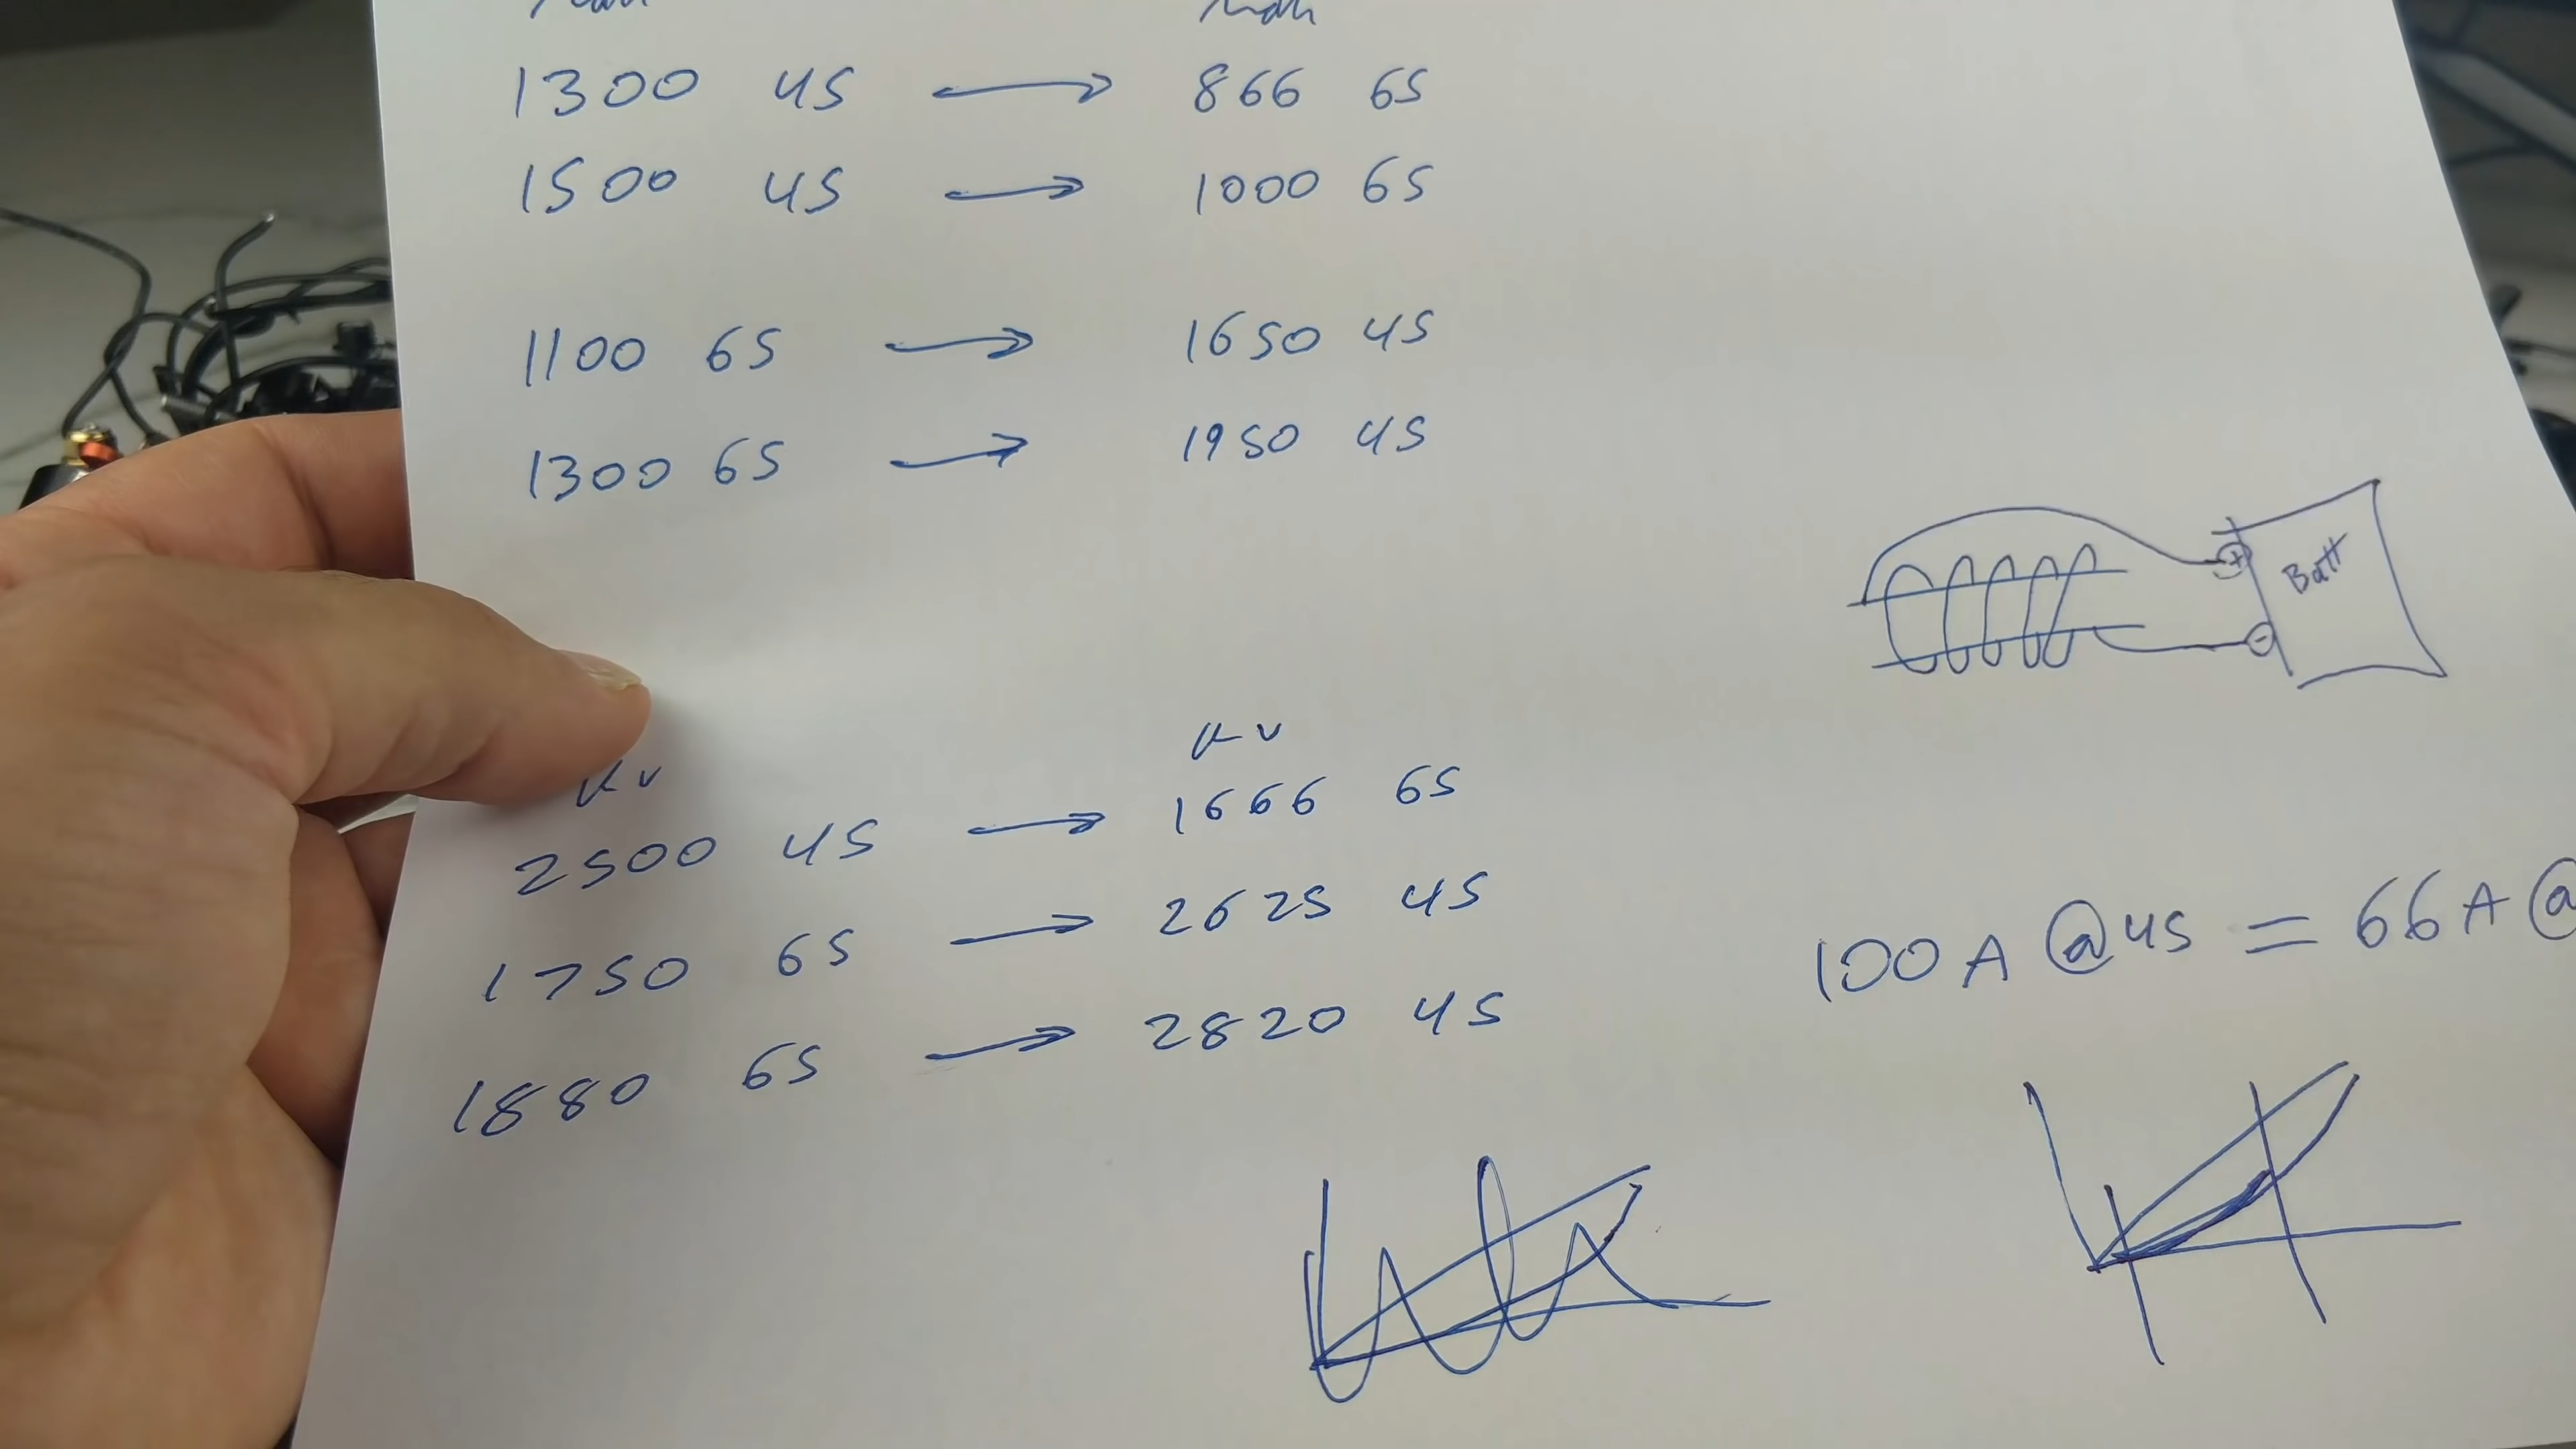 1300 4S → 866 6S
1500 4S → 1000 6S
1100 6S → 1650 4S
1300 6S → 1950 4S
Batt
+
-
Kv Kv
2500 4S → 1666 6S
1750 6S → 2625 4S
1880 6S → 2820 4S
100A @ 4S = 66A @